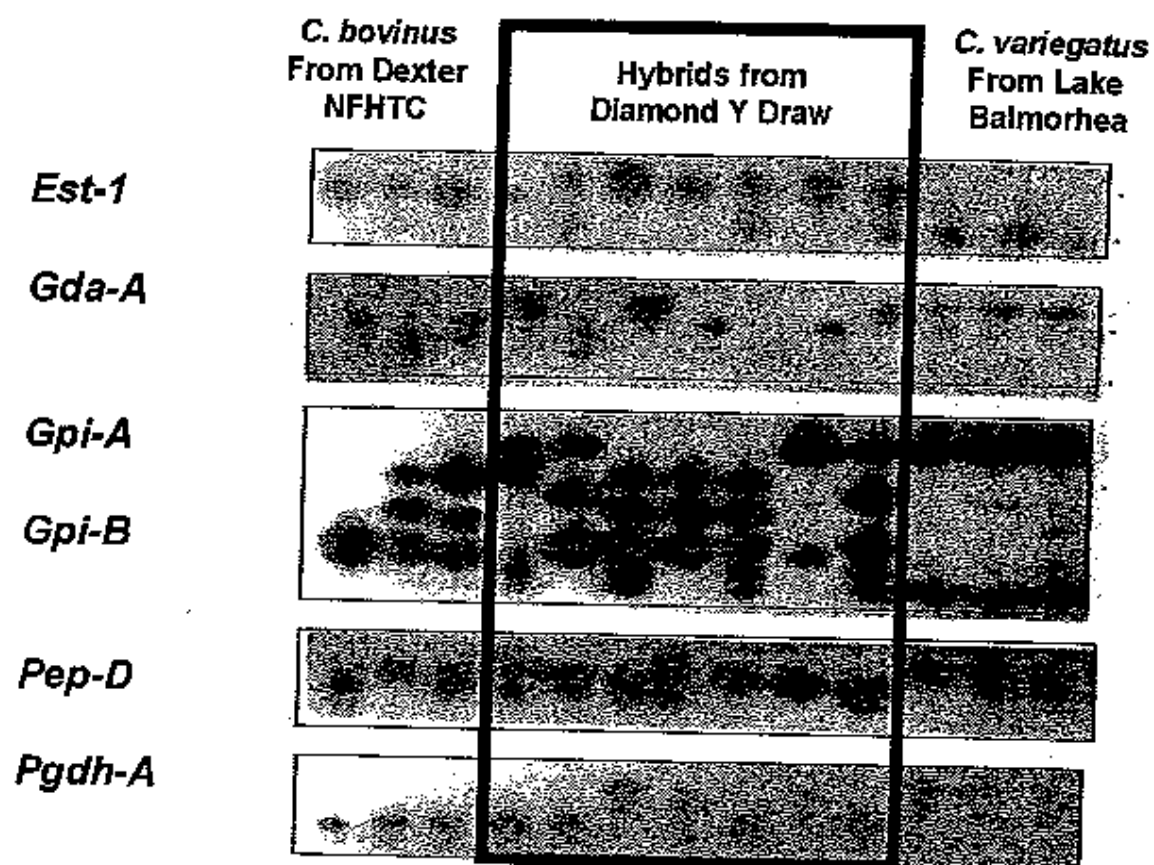 C. bovinus
From Dexter
NFHTC
Hybrids from
Diamond Y Draw
C. variegatus
From Lake
Balmorhea
Est-1
Gda-A
Gpi-A
Gpi-B
Pep-D
Pgdh-A